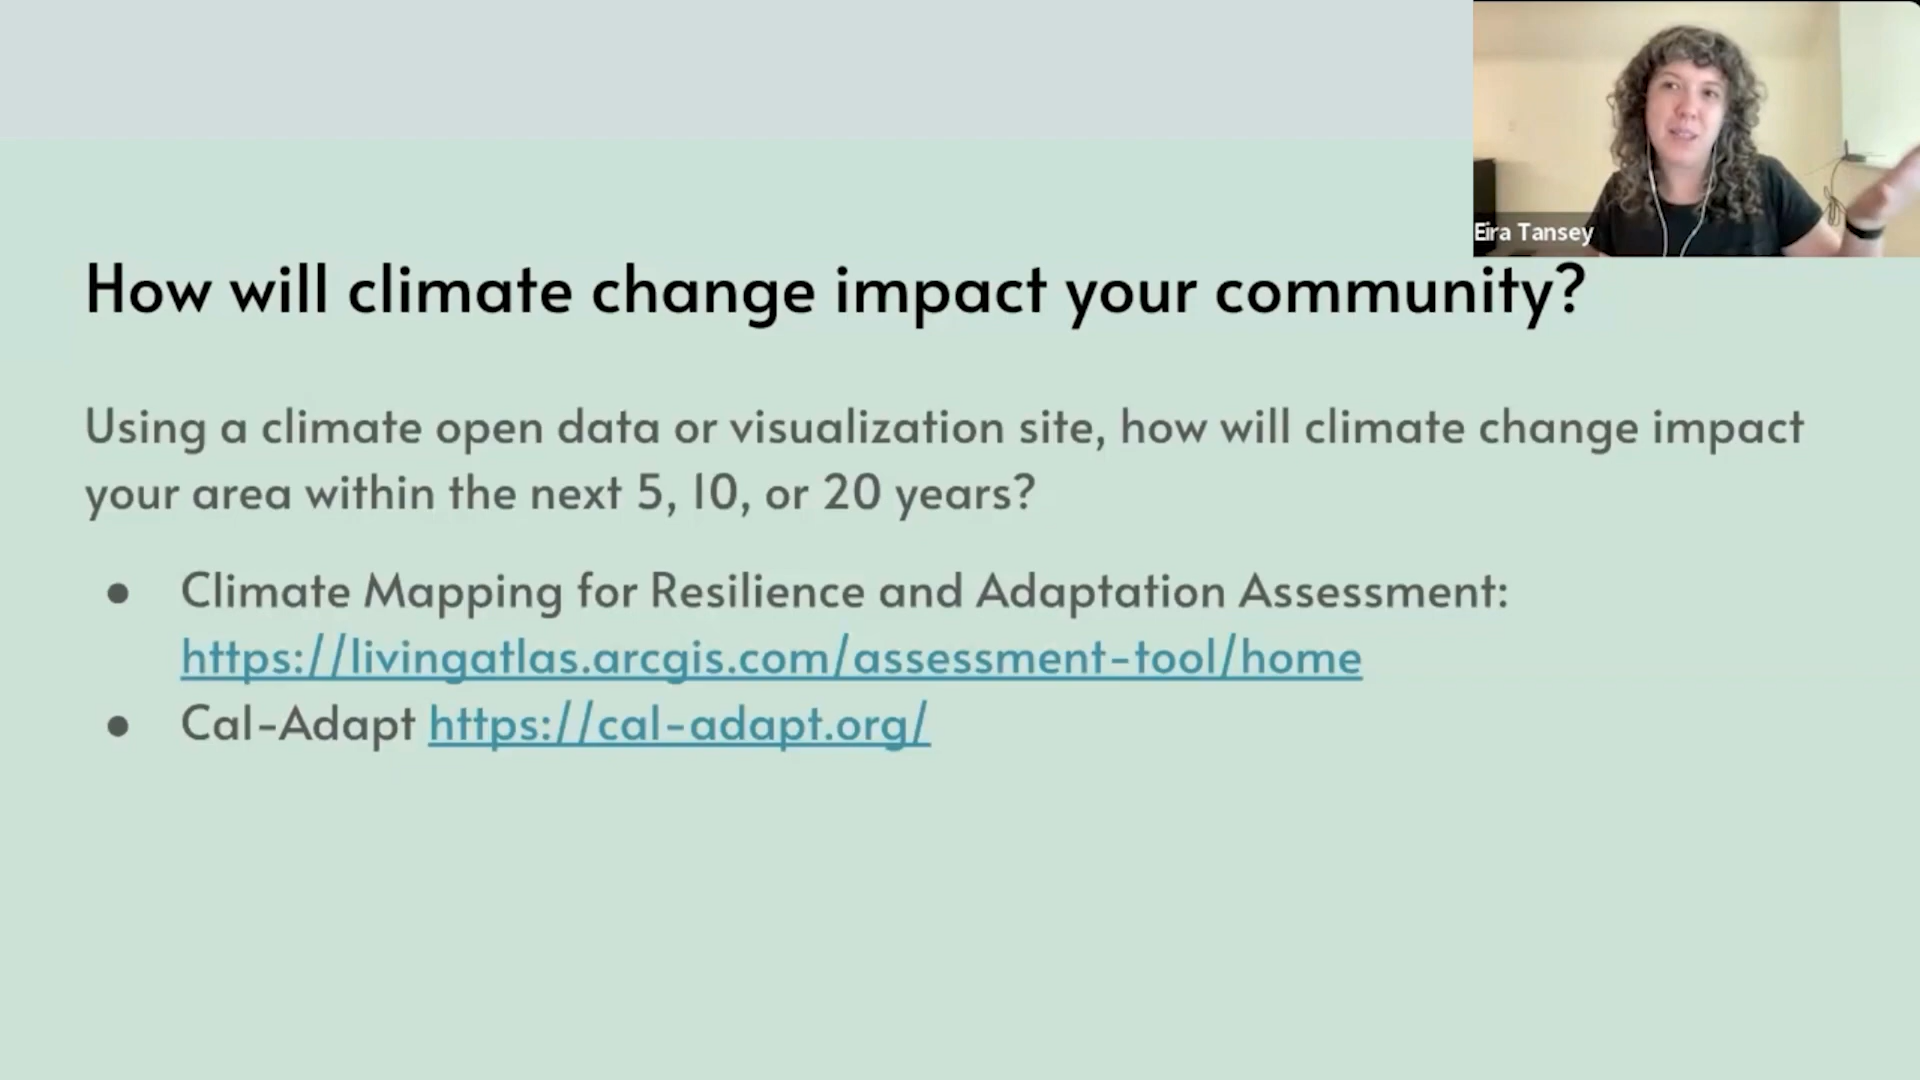 Eira Tansey
How will climate change impact your community?
Using a climate open data or visualization site, how will climate change impact
your area within the next 5, 10, or 20 years?
● Climate Mapping for Resilience and Adaptation Assessment:
https://livingatlas.arcgis.com/assessment-tool/home
● Cal-Adapt https://cal-adapt.org/